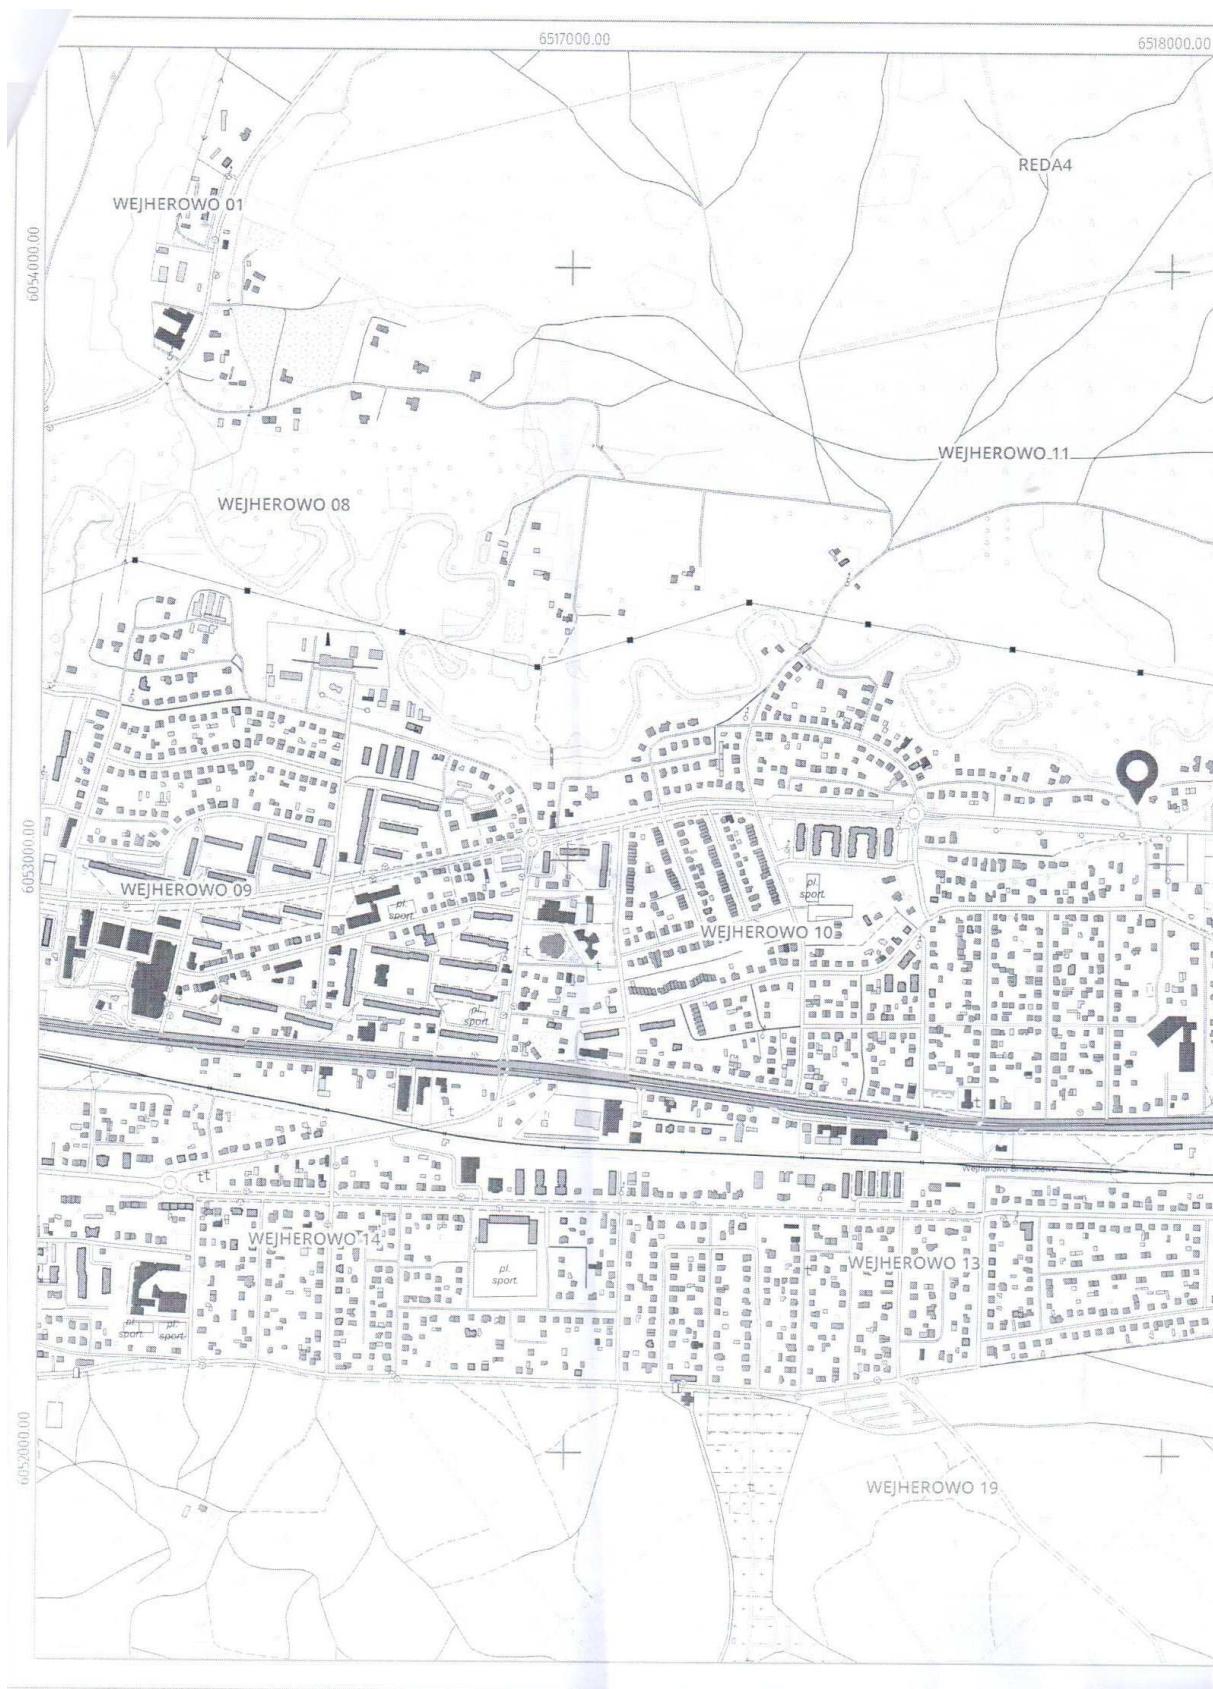 6517000.00
6518000.00
REDA4
WEJHEROWO 01
6054000.00
WEJHEROWO 11
WEJHEROWO 08
6053000.00
WEJHEROWO 09
pl.
sport.
pl.
sport.
WEJHEROWO 10
t
t
pl.
sport.
t
t
tt
WEJHEROWO 14
pl.
sport.
WEJHEROWO 13
t
pl.
sport.
pl.
sport.
6052000.00
WEJHEROWO 19
t